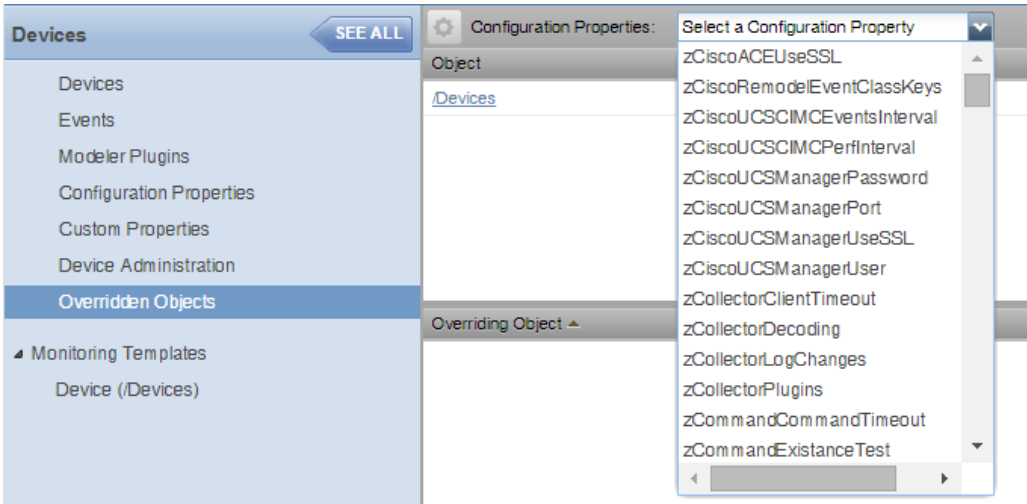 Devices
SEE ALL
Devices
Events
Modeler Plugins
Configuration Properties
Custom Properties
Device Administration
Overridden Objects
Monitoring Templates
Device (/Devices)
Configuration Properties:
Select a Configuration Property
Object
/Devices
Overriding Object
zCiscoACEUseSSL
zCiscoRemodelEventClassKeys
zCiscoUCSCIMCEventsInterval
zCiscoUCSCIMCPerfInterval
zCiscoUCSManagerPassword
zCiscoUCSManagerPort
zCiscoUCSManagerUseSSL
zCiscoUCSManagerUser
zCollectorClientTimeout
zCollectorDecoding
zCollectorLogChanges
zCollectorPlugins
zCommandCommandTimeout
zCommandExistanceTest